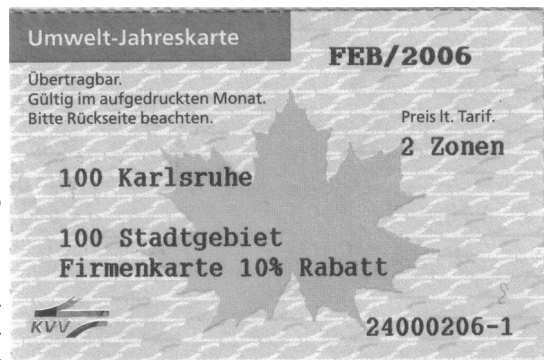 Umwelt-Jahreskarte
FEB/2006
Übertragbar.
Gültig im aufgedruckten Monat.
Bitte Rückseite beachten.
Preis lt. Tarif.
2 Zonen
100 Karlsruhe
100 Stadtgebiet
Firmenkarte 10% Rabatt
KVV
24000206-1